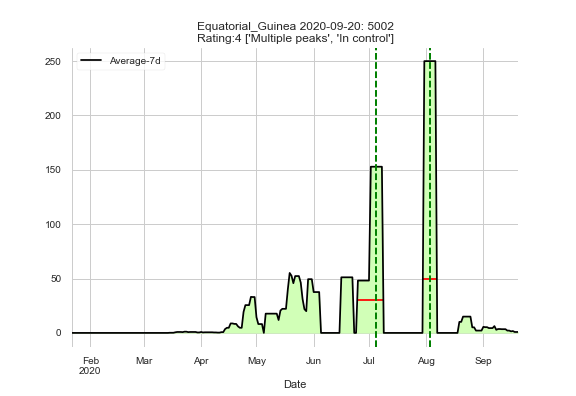 Equatorial_Guinea 2020-09-20: 5002
Rating:4 ['Multiple peaks', 'In control']
Average-7d
250
200
150
100
50
0
Feb Mar Apr May Jun Jul Aug Sep
2020
Date